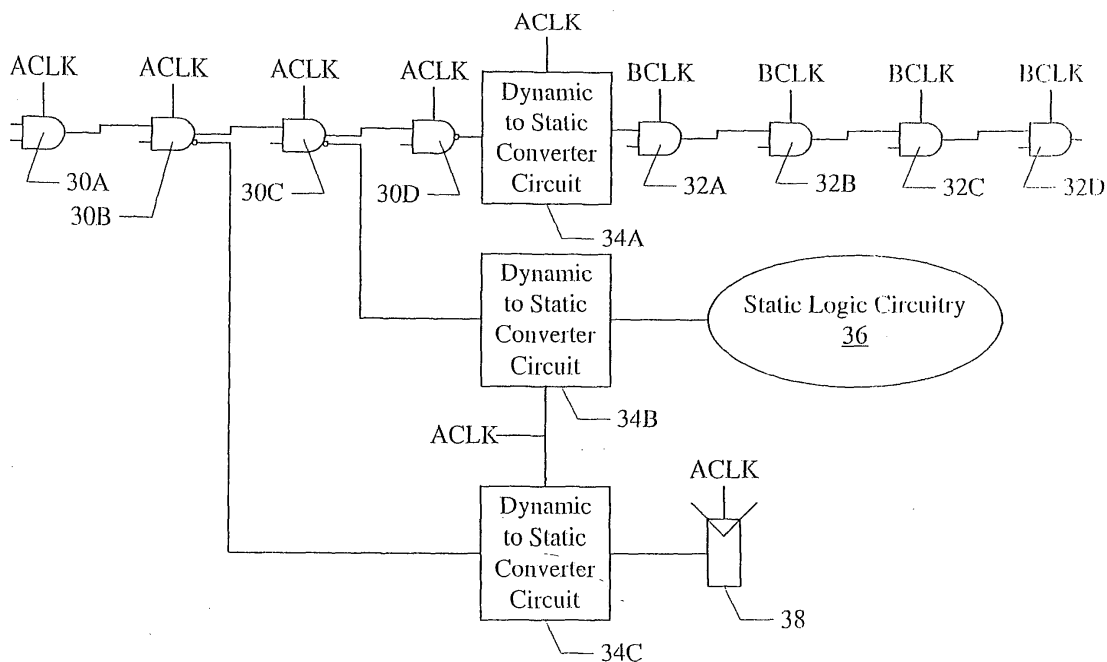 ACLK
ACLK ACLK ACLK ACLK BCLK BCLK BCLK BCLK
Dynamic
to Static
Converter
Circuit
30A 30B 30C 30D 32A 32B 32C 32D
34A
Dynamic
to Static
Converter
Circuit
Static Logic Circuitry
36
34B
ACLK
ACLK
Dynamic
to Static
Converter
Circuit
38
34C